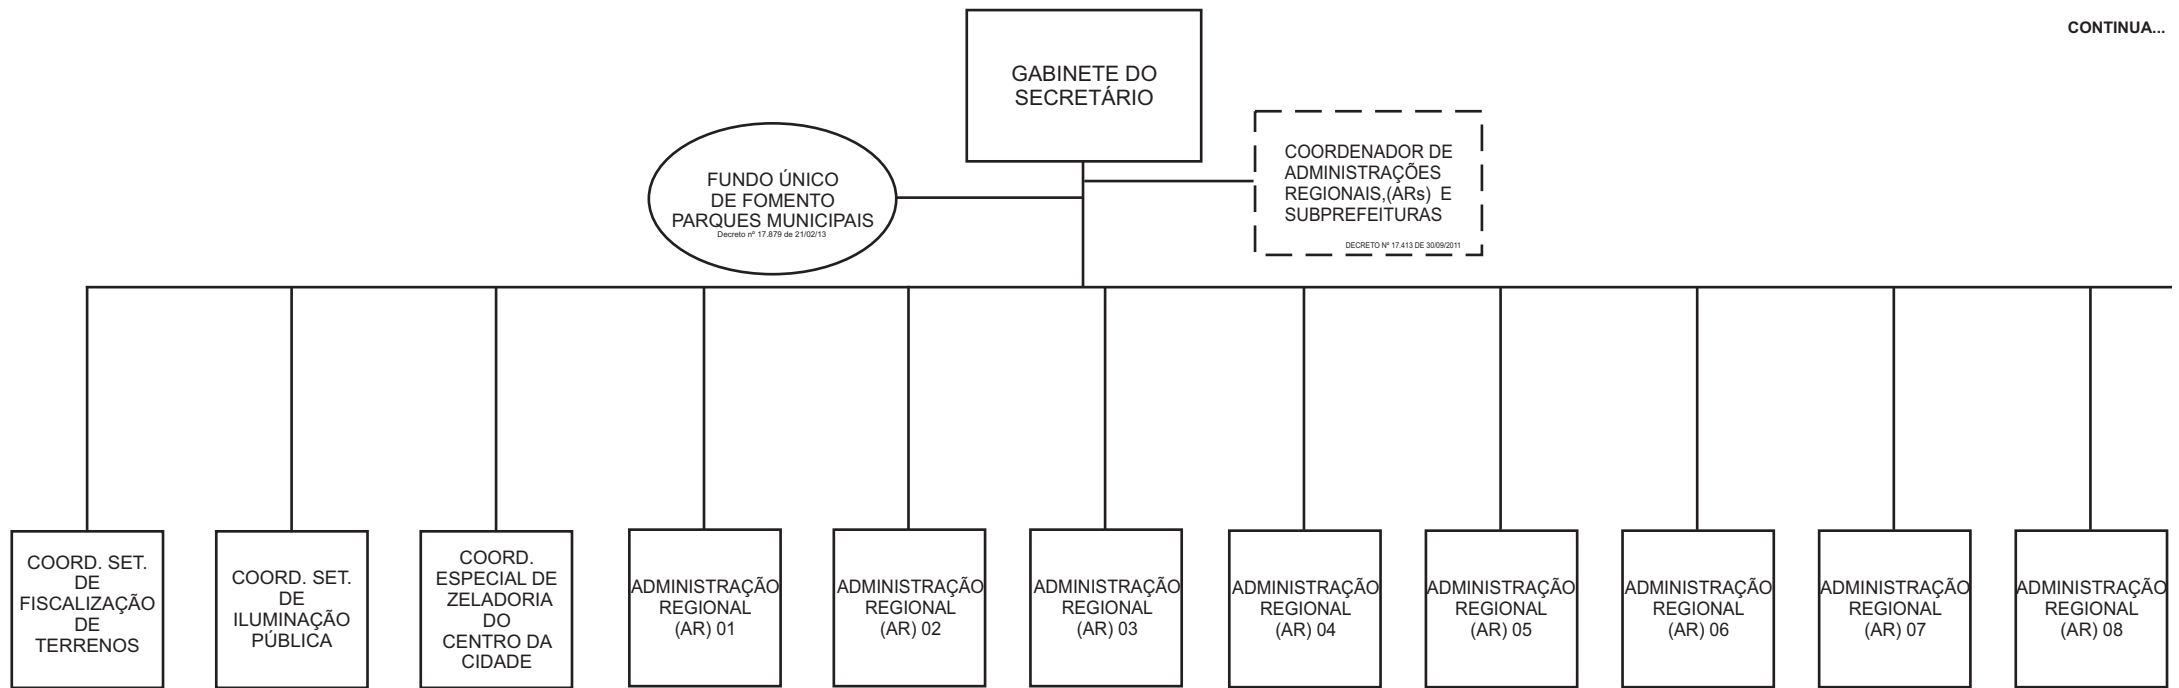 CONTINUA...
GABINETE DO
SECRETÁRIO
FUNDO ÚNICO
DE FOMENTO
PARQUES MUNICIPAIS
Decreto nº 17.879 de 21/02/13
COORDENADOR DE
ADMINISTRAÇÕES
REGIONAIS,(ARs) E
SUBPREFEITURAS
DECRETO Nº 17.413 DE 30/09/2011
COORD. SET.
DE
FISCALIZAÇÃO
DE
TERRENOS
COORD. SET.
DE
ILUMINAÇÃO
PÚBLICA
COORD.
ESPECIAL DE
ZELADORIA
DO
CENTRO DA
CIDADE
ADMINISTRAÇÃO
REGIONAL
(AR) 01
ADMINISTRAÇÃO
REGIONAL
(AR) 02
ADMINISTRAÇÃO
REGIONAL
(AR) 03
ADMINISTRAÇÃO
REGIONAL
(AR) 04
ADMINISTRAÇÃO
REGIONAL
(AR) 05
ADMINISTRAÇÃO
REGIONAL
(AR) 06
ADMINISTRAÇÃO
REGIONAL
(AR) 07
ADMINISTRAÇÃO
REGIONAL
(AR) 08